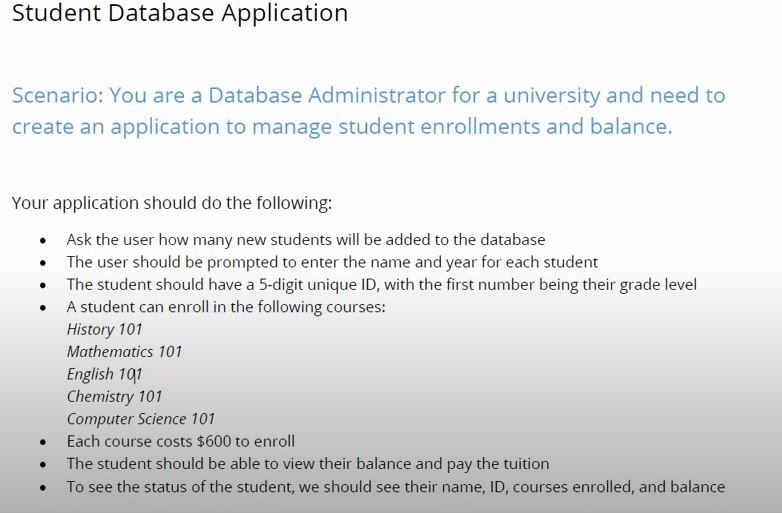 Student Database Application
Scenario: You are a Database Administrator for a university and need to
create an application to manage student enrollments and balance.
Your application should do the following:
• Ask the user how many new students will be added to the database
• The user should be prompted to enter the name and year for each student
• The student should have a 5-digit unique ID, with the first number being their grade level
• A student can enroll in the following courses:
History 101
Mathematics 101
English 101
Chemistry 101
Computer Science 101
• Each course costs $600 to enroll
• The student should be able to view their balance and pay the tuition
• To see the status of the student, we should see their name, ID, courses enrolled, and balance